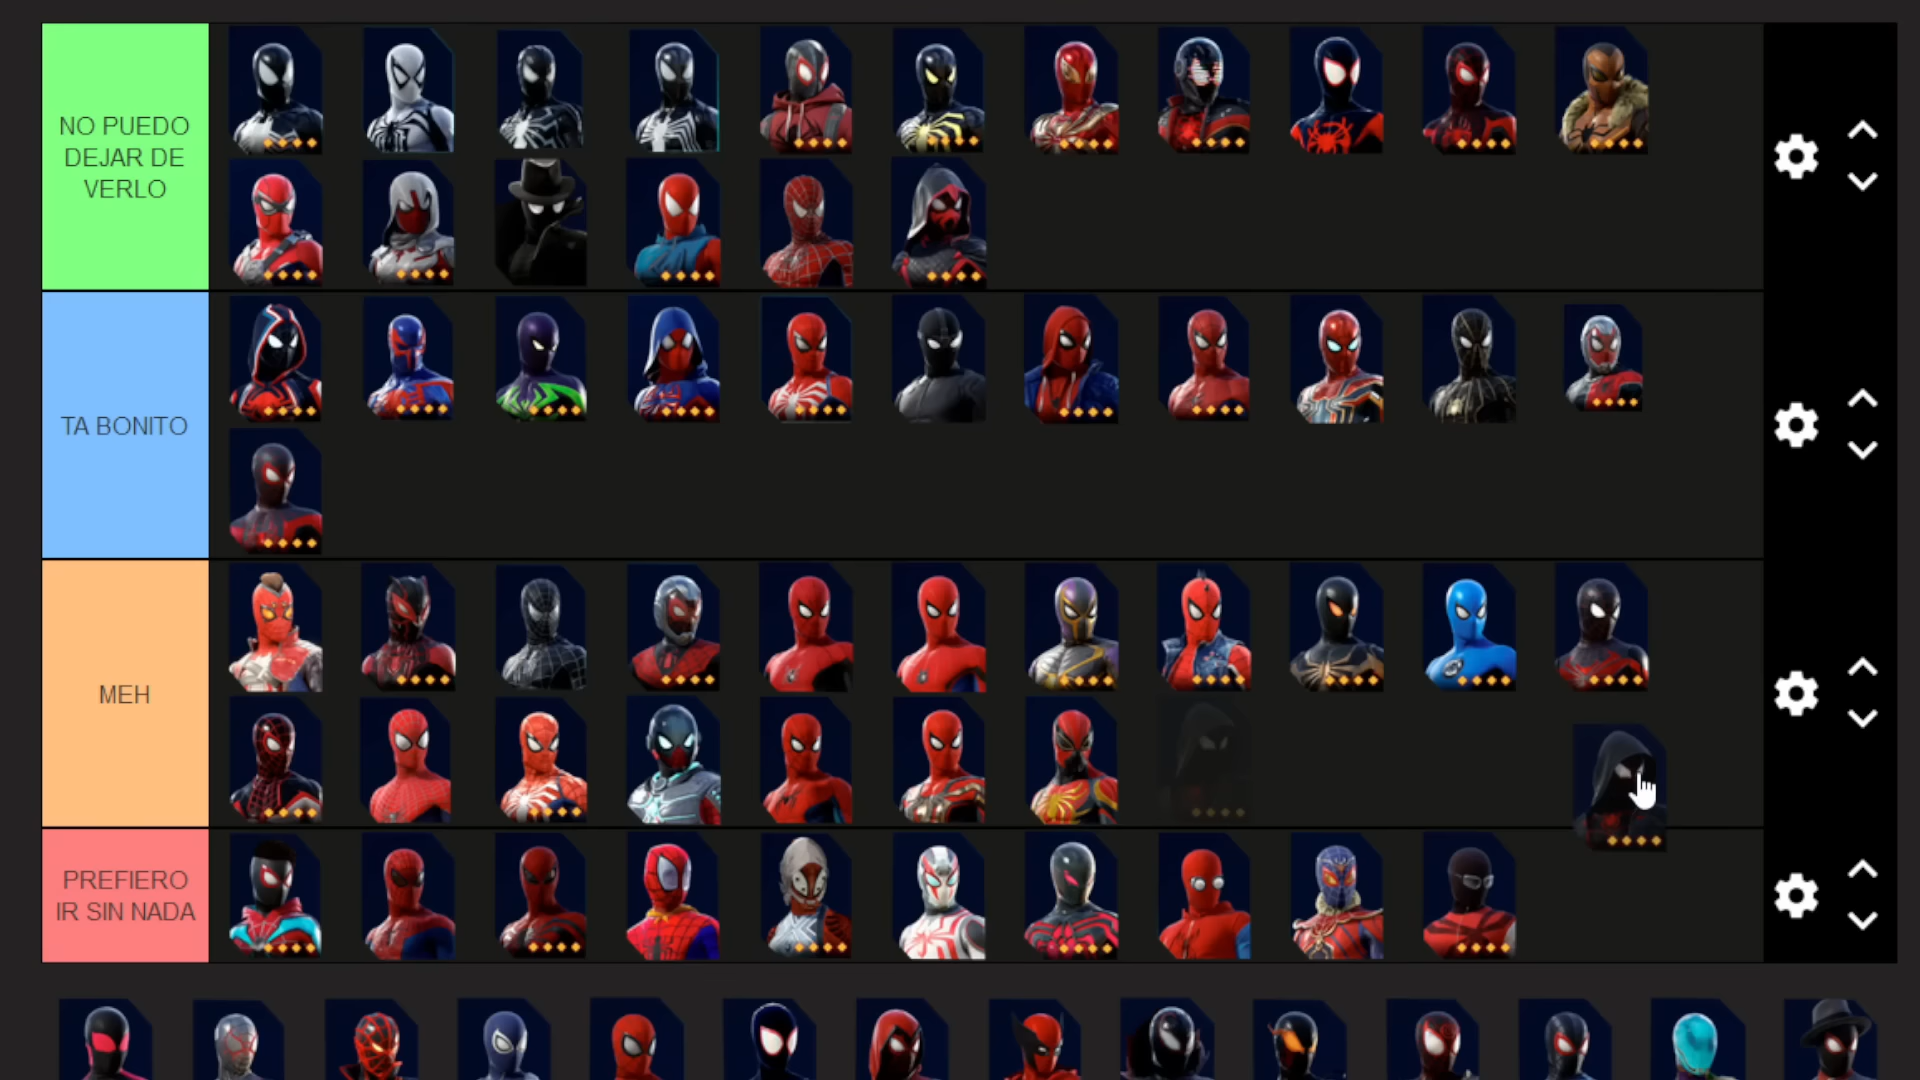 NO PUEDO
DEJAR DE
VERLO
TA BONITO
MEH
PREFIERO
IR SIN NADA